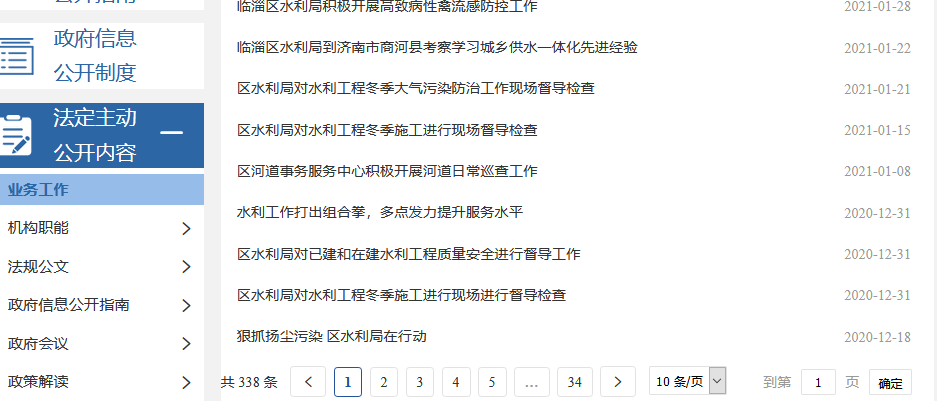 公开指南
政府信息
公开制度
法定主动
公开内容
业务工作
机构职能
法规公文
政府信息公开指南
政府会议
政策解读
临淄区水利局积极开展高致病性禽流感防控工作 2021-01-28
临淄区水利局到济南市商河县考察学习城乡供水一体化先进经验 2021-01-22
区水利局对水利工程冬季大气污染防治工作现场督导检查 2021-01-21
区水利局对水利工程冬季施工进行现场督导检查 2021-01-15
区河道事务服务中心积极开展河道日常巡查工作 2021-01-08
水利工作打出组合拳，多点发力提升服务水平 2020-12-31
区水利局对已建和在建水利工程质量安全进行督导工作 2020-12-31
区水利局对水利工程冬季施工进行现场进行督导检查 2020-12-31
狠抓扬尘污染 区水利局在行动 2020-12-18
共 338 条 < 1 2 3 4 5 … 34 > 10 条/页 到第 1 页 确定